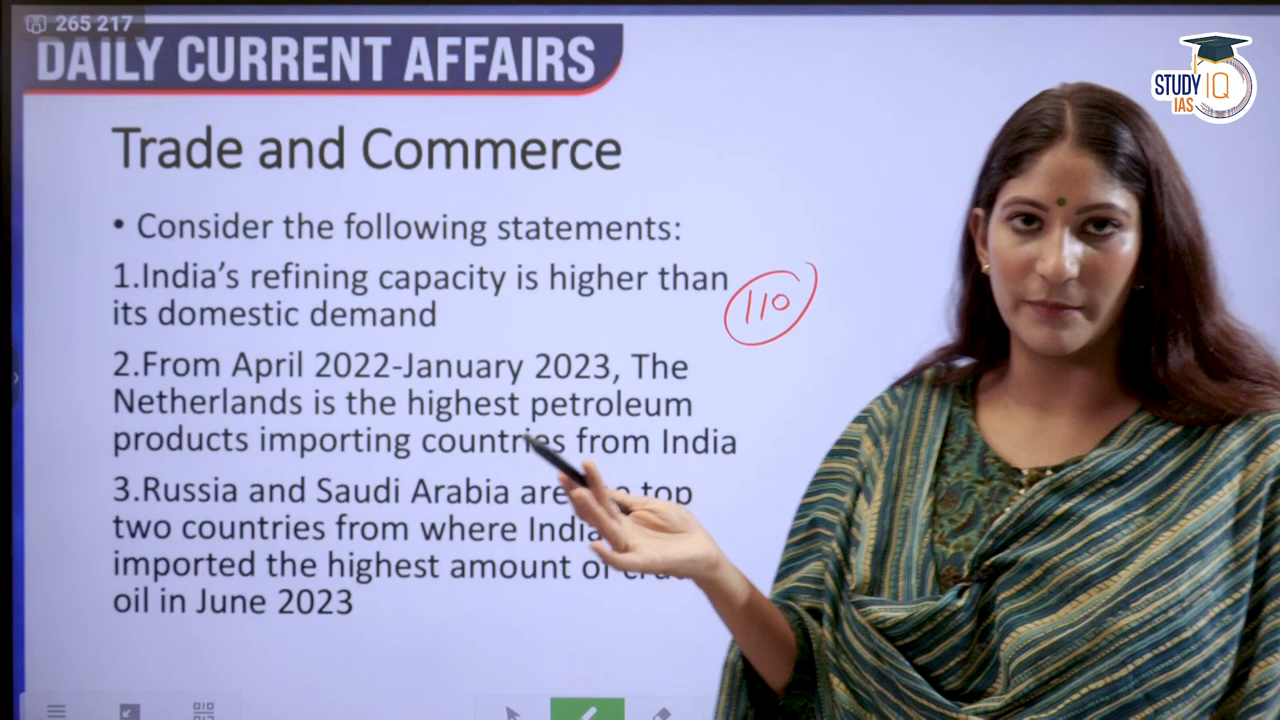 265 217
DAILY CURRENT AFFAIRS
STUDY IQ
IAS
Trade and Commerce
• Consider the following statements:
1.India's refining capacity is higher than
its domestic demand
110
2.From April 2022-January 2023, The
Netherlands is the highest petroleum
products importing countries from India
3.Russia and Saudi Arabia are top
two countries from where India
imported the highest amount of
oil in June 2023